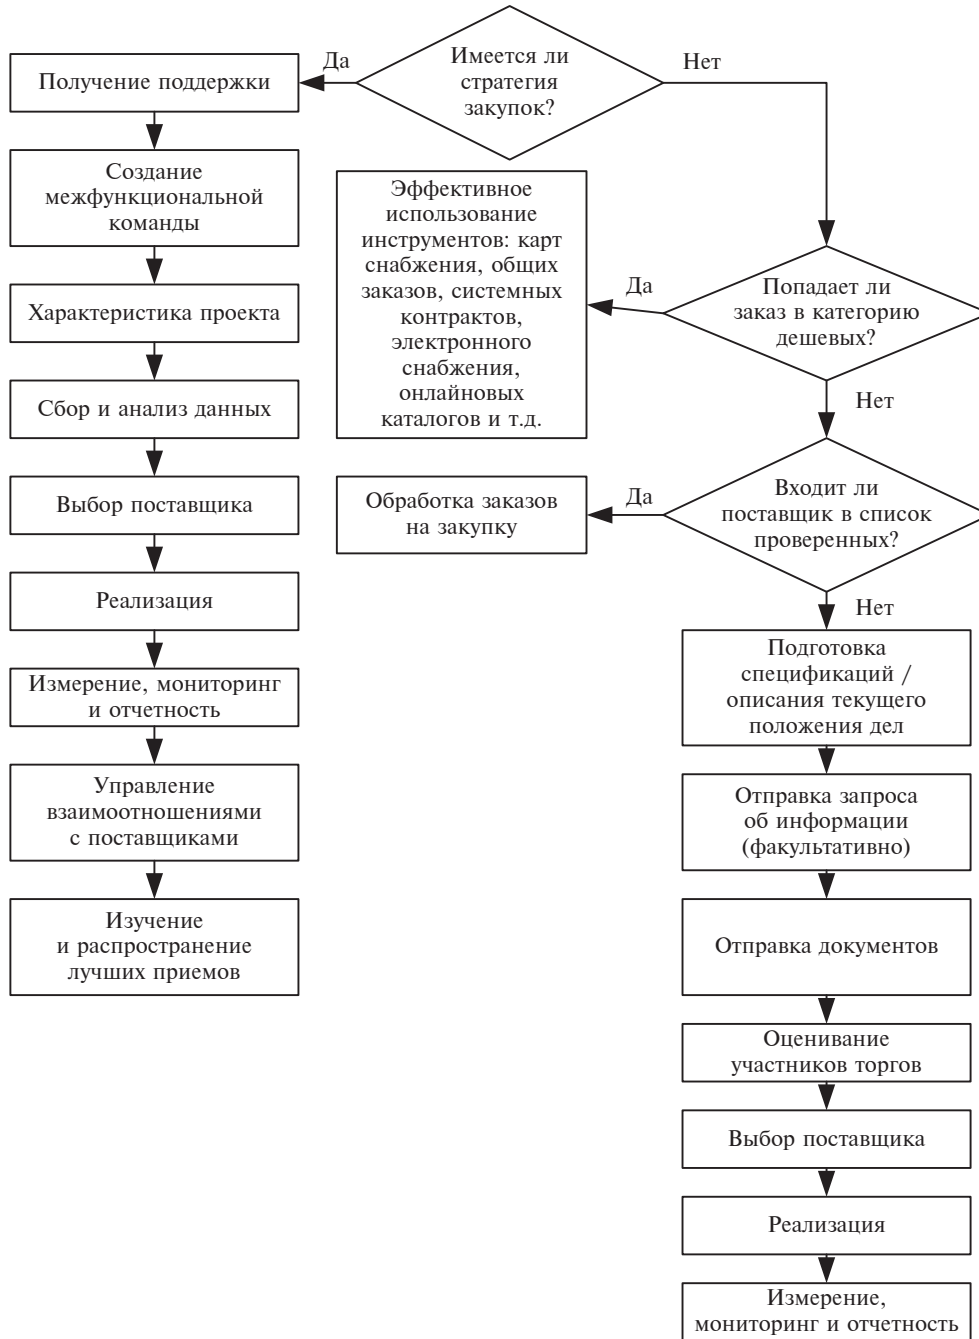 Имеется ли
стратегия
закупок?
Да
Нет
Получение поддержки
Создание
межфункциональной
команды
Характеристика проекта
Сбор и анализ данных
Выбор поставщика
Реализация
Измерение, мониторинг
и отчетность
Управление
взаимоотношениями
с поставщиками
Изучение
и распространение
лучших приемов
Попадает ли
заказ в категорию
дешевых?
Да
Эффективное
использование
инструментов: карт
снабжения, общих
заказов, системных
контрактов,
электронного
снабжения,
онлайновых
каталогов и т.д.
Нет
Входит ли
поставщик в список
проверенных?
Да
Обработка заказов
на закупку
Нет
Подготовка
спецификаций /
описания текущего
положения дел
Отправка запроса
об информации
(факультативно)
Отправка документов
Оценивание
участников торгов
Выбор поставщика
Реализация
Измерение,
мониторинг и отчетность